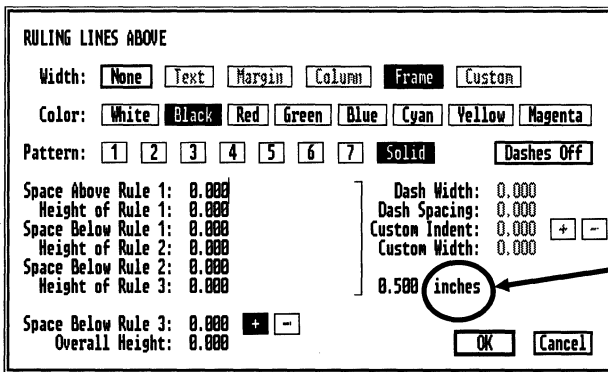 RULING LINES ABOVE
Width: None Text Margin Column Frame Custom
Color: White Black Red Green Blue Cyan Yellow Magenta
Pattern: 1 2 3 4 5 6 7 Solid Dashes Off
Space Above Rule 1: 0.000
Height of Rule 1: 0.000
Space Below Rule 1: 0.000
Height of Rule 2: 0.000
Space Below Rule 2: 0.000
Height of Rule 3: 0.000
Dash Width: 0,000
Dash Spacing: 0,000
Custom Indent: 0,000 + -
Custom Width: 0,000
0.500 inches
Space Below Rule 3: 0.000 + -
Overall Height: 0.000
OK Cancel